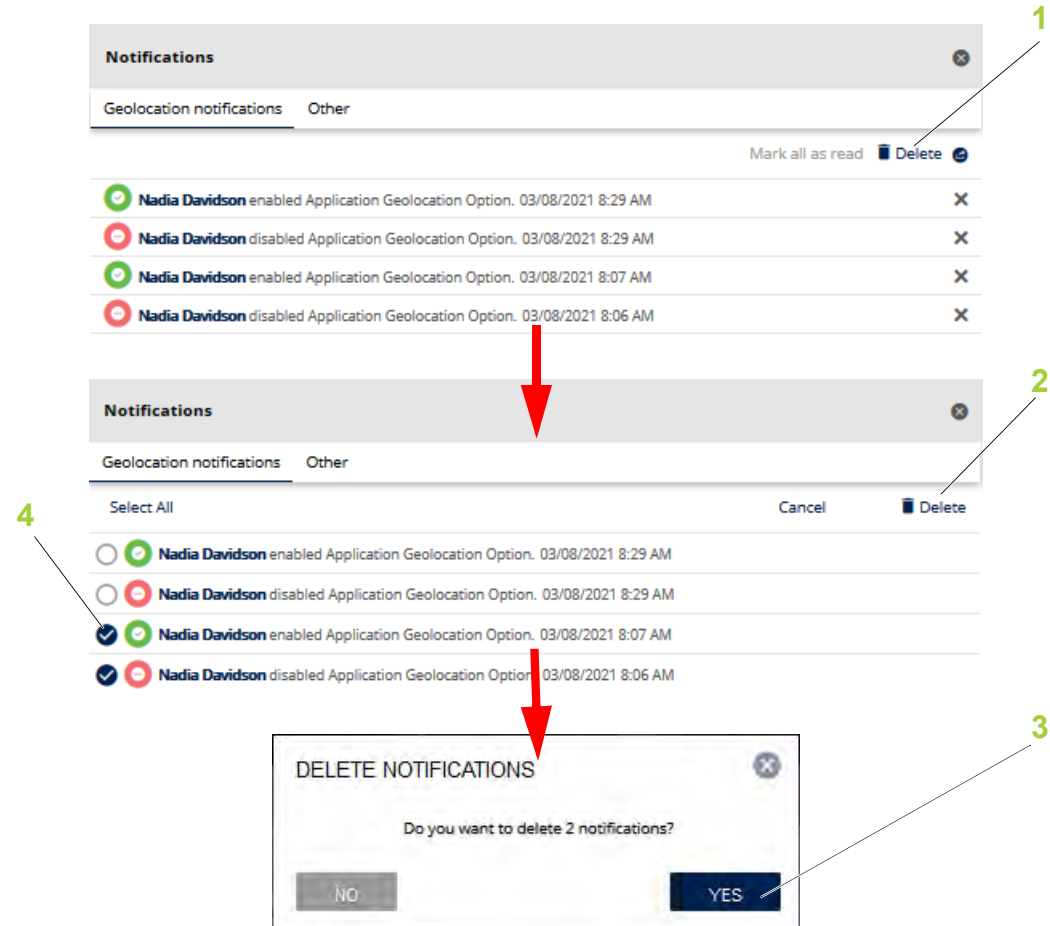 1
Notifications
Geolocation notifications Other
Mark all as read Delete
Nadia Davidson enabled Application Geolocation Option. 03/08/2021 8:29 AM
Nadia Davidson disabled Application Geolocation Option. 03/08/2021 8:29 AM
Nadia Davidson enabled Application Geolocation Option. 03/08/2021 8:07 AM
Nadia Davidson disabled Application Geolocation Option. 03/08/2021 8:06 AM
2
Notifications
Geolocation notifications Other
4
Select All Cancel Delete
Nadia Davidson enabled Application Geolocation Option. 03/08/2021 8:29 AM
Nadia Davidson disabled Application Geolocation Option. 03/08/2021 8:29 AM
Nadia Davidson enabled Application Geolocation Option. 03/08/2021 8:07 AM
Nadia Davidson disabled Application Geolocation Option. 03/08/2021 8:06 AM
3
DELETE NOTIFICATIONS
Do you want to delete 2 notifications?
NO YES